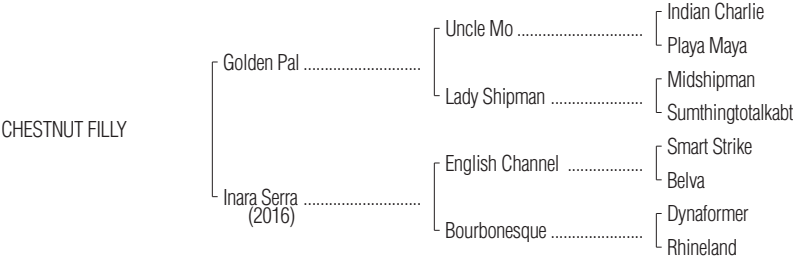 Indian Charlie
Uncle Mo ..............................
Playa Maya
Golden Pal ............................
Midshipman
Lady Shipman ......................
Sumthingtotalkabt
CHESTNUT FILLY
Smart Strike
English Channel ..................
Belva
Inara Serra ............................
(2016)
Dynaformer
Bourbonesque ......................
Rhineland